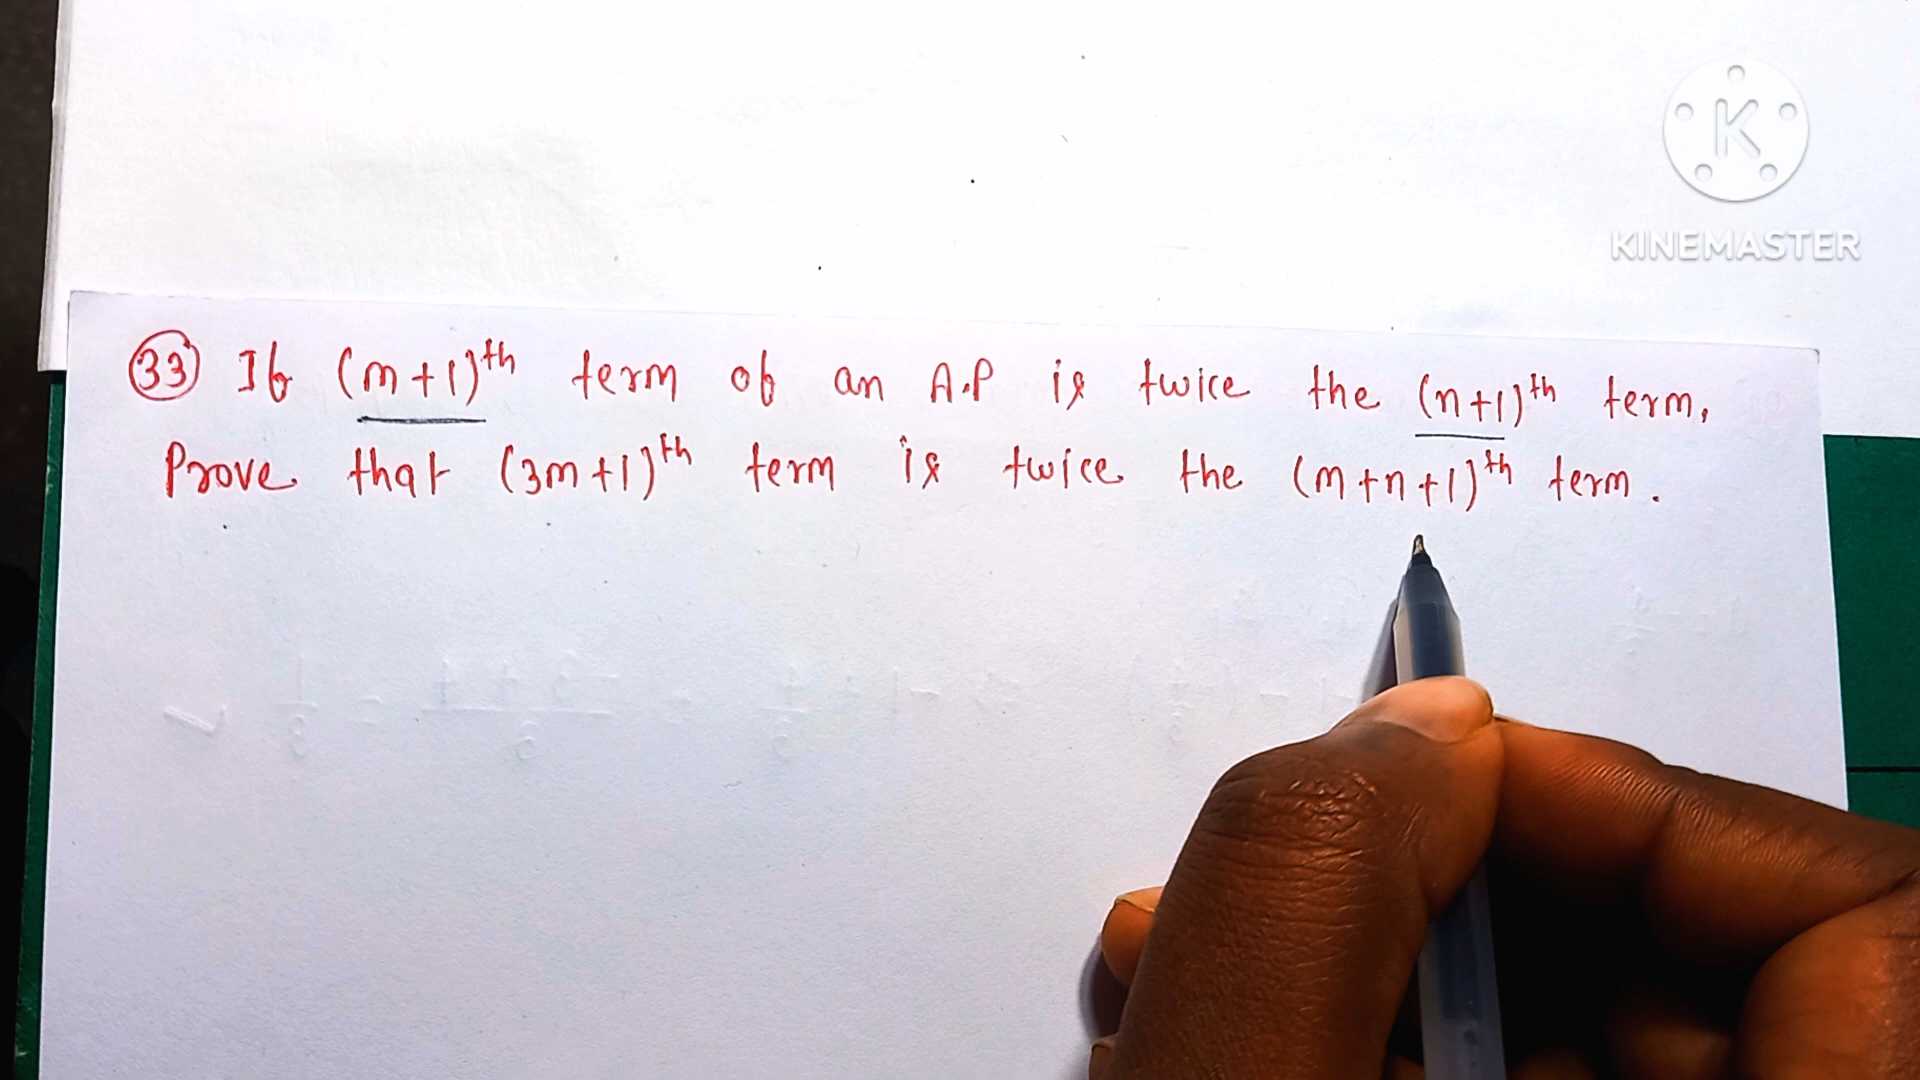 K
KINEMASTER
33 If (m+1)th term of an A.P is twice the (n+1)th term,
Prove that (3m+1)th term is twice the (m+n+1)th term.